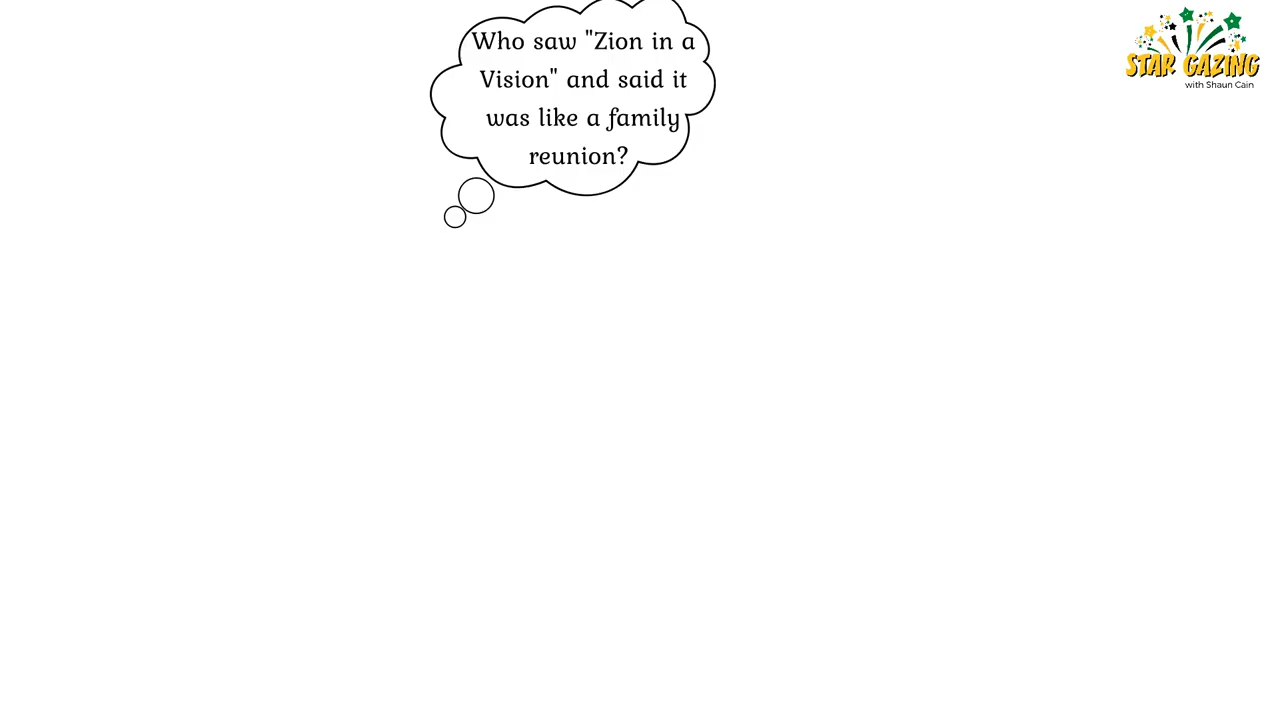 Who saw "Zion in a
Vision" and said it
was like a family
reunion?
STAR GAZING
with Shaun Cain